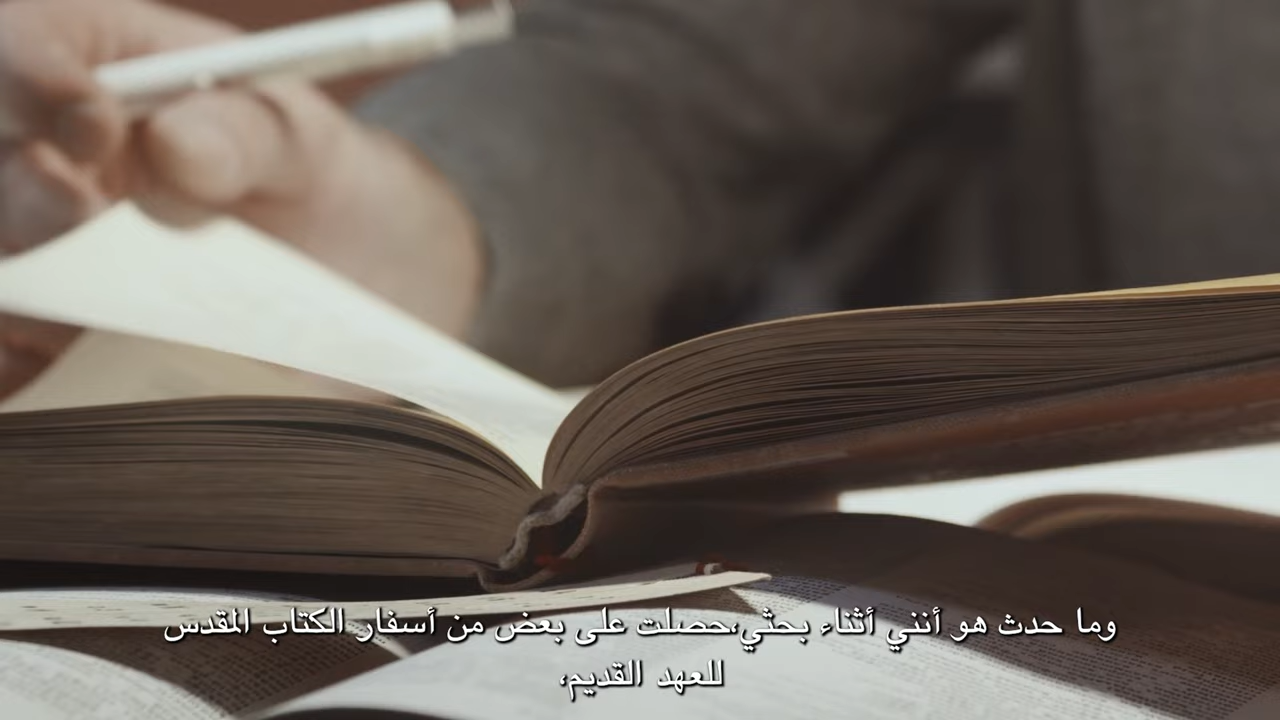 وما حدث هو أنني أثناء بحثي،حصلت على بعض من أسفار الكتاب المقدس
للعهد القديم،